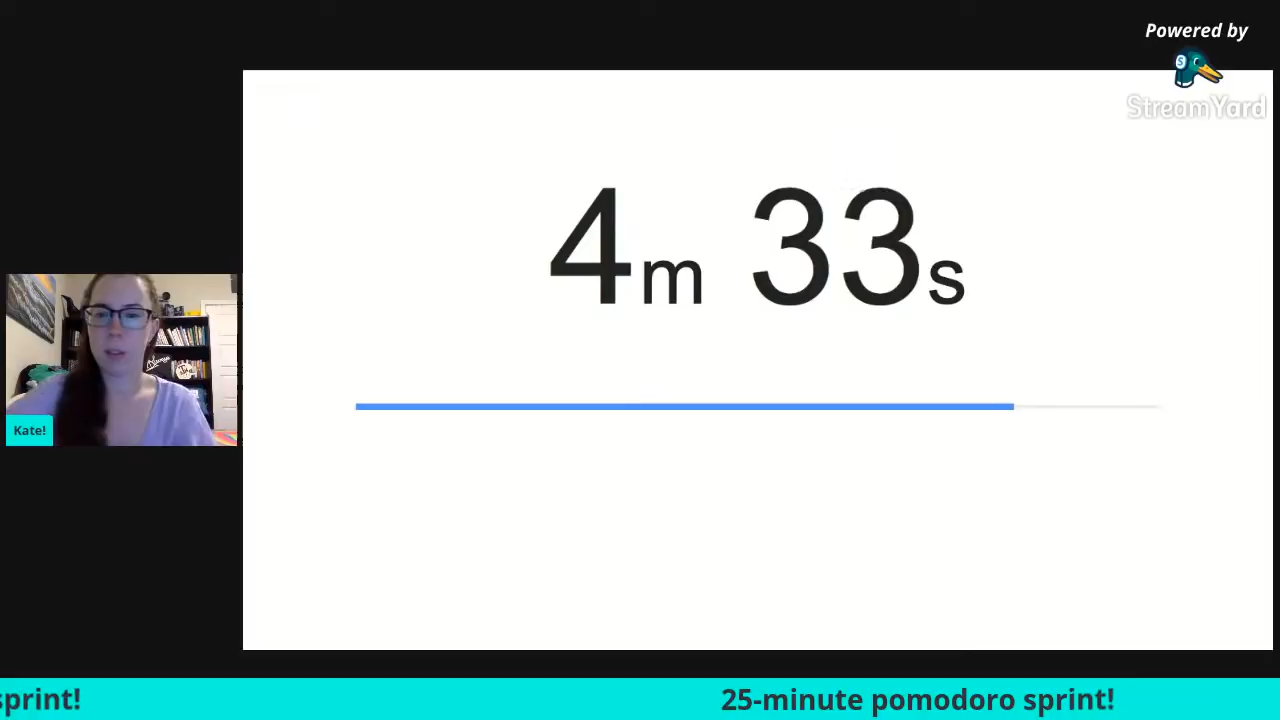 Powered by
StreamYard
4m 33s
Kate!
sprint!
25-minute pomodoro sprint!